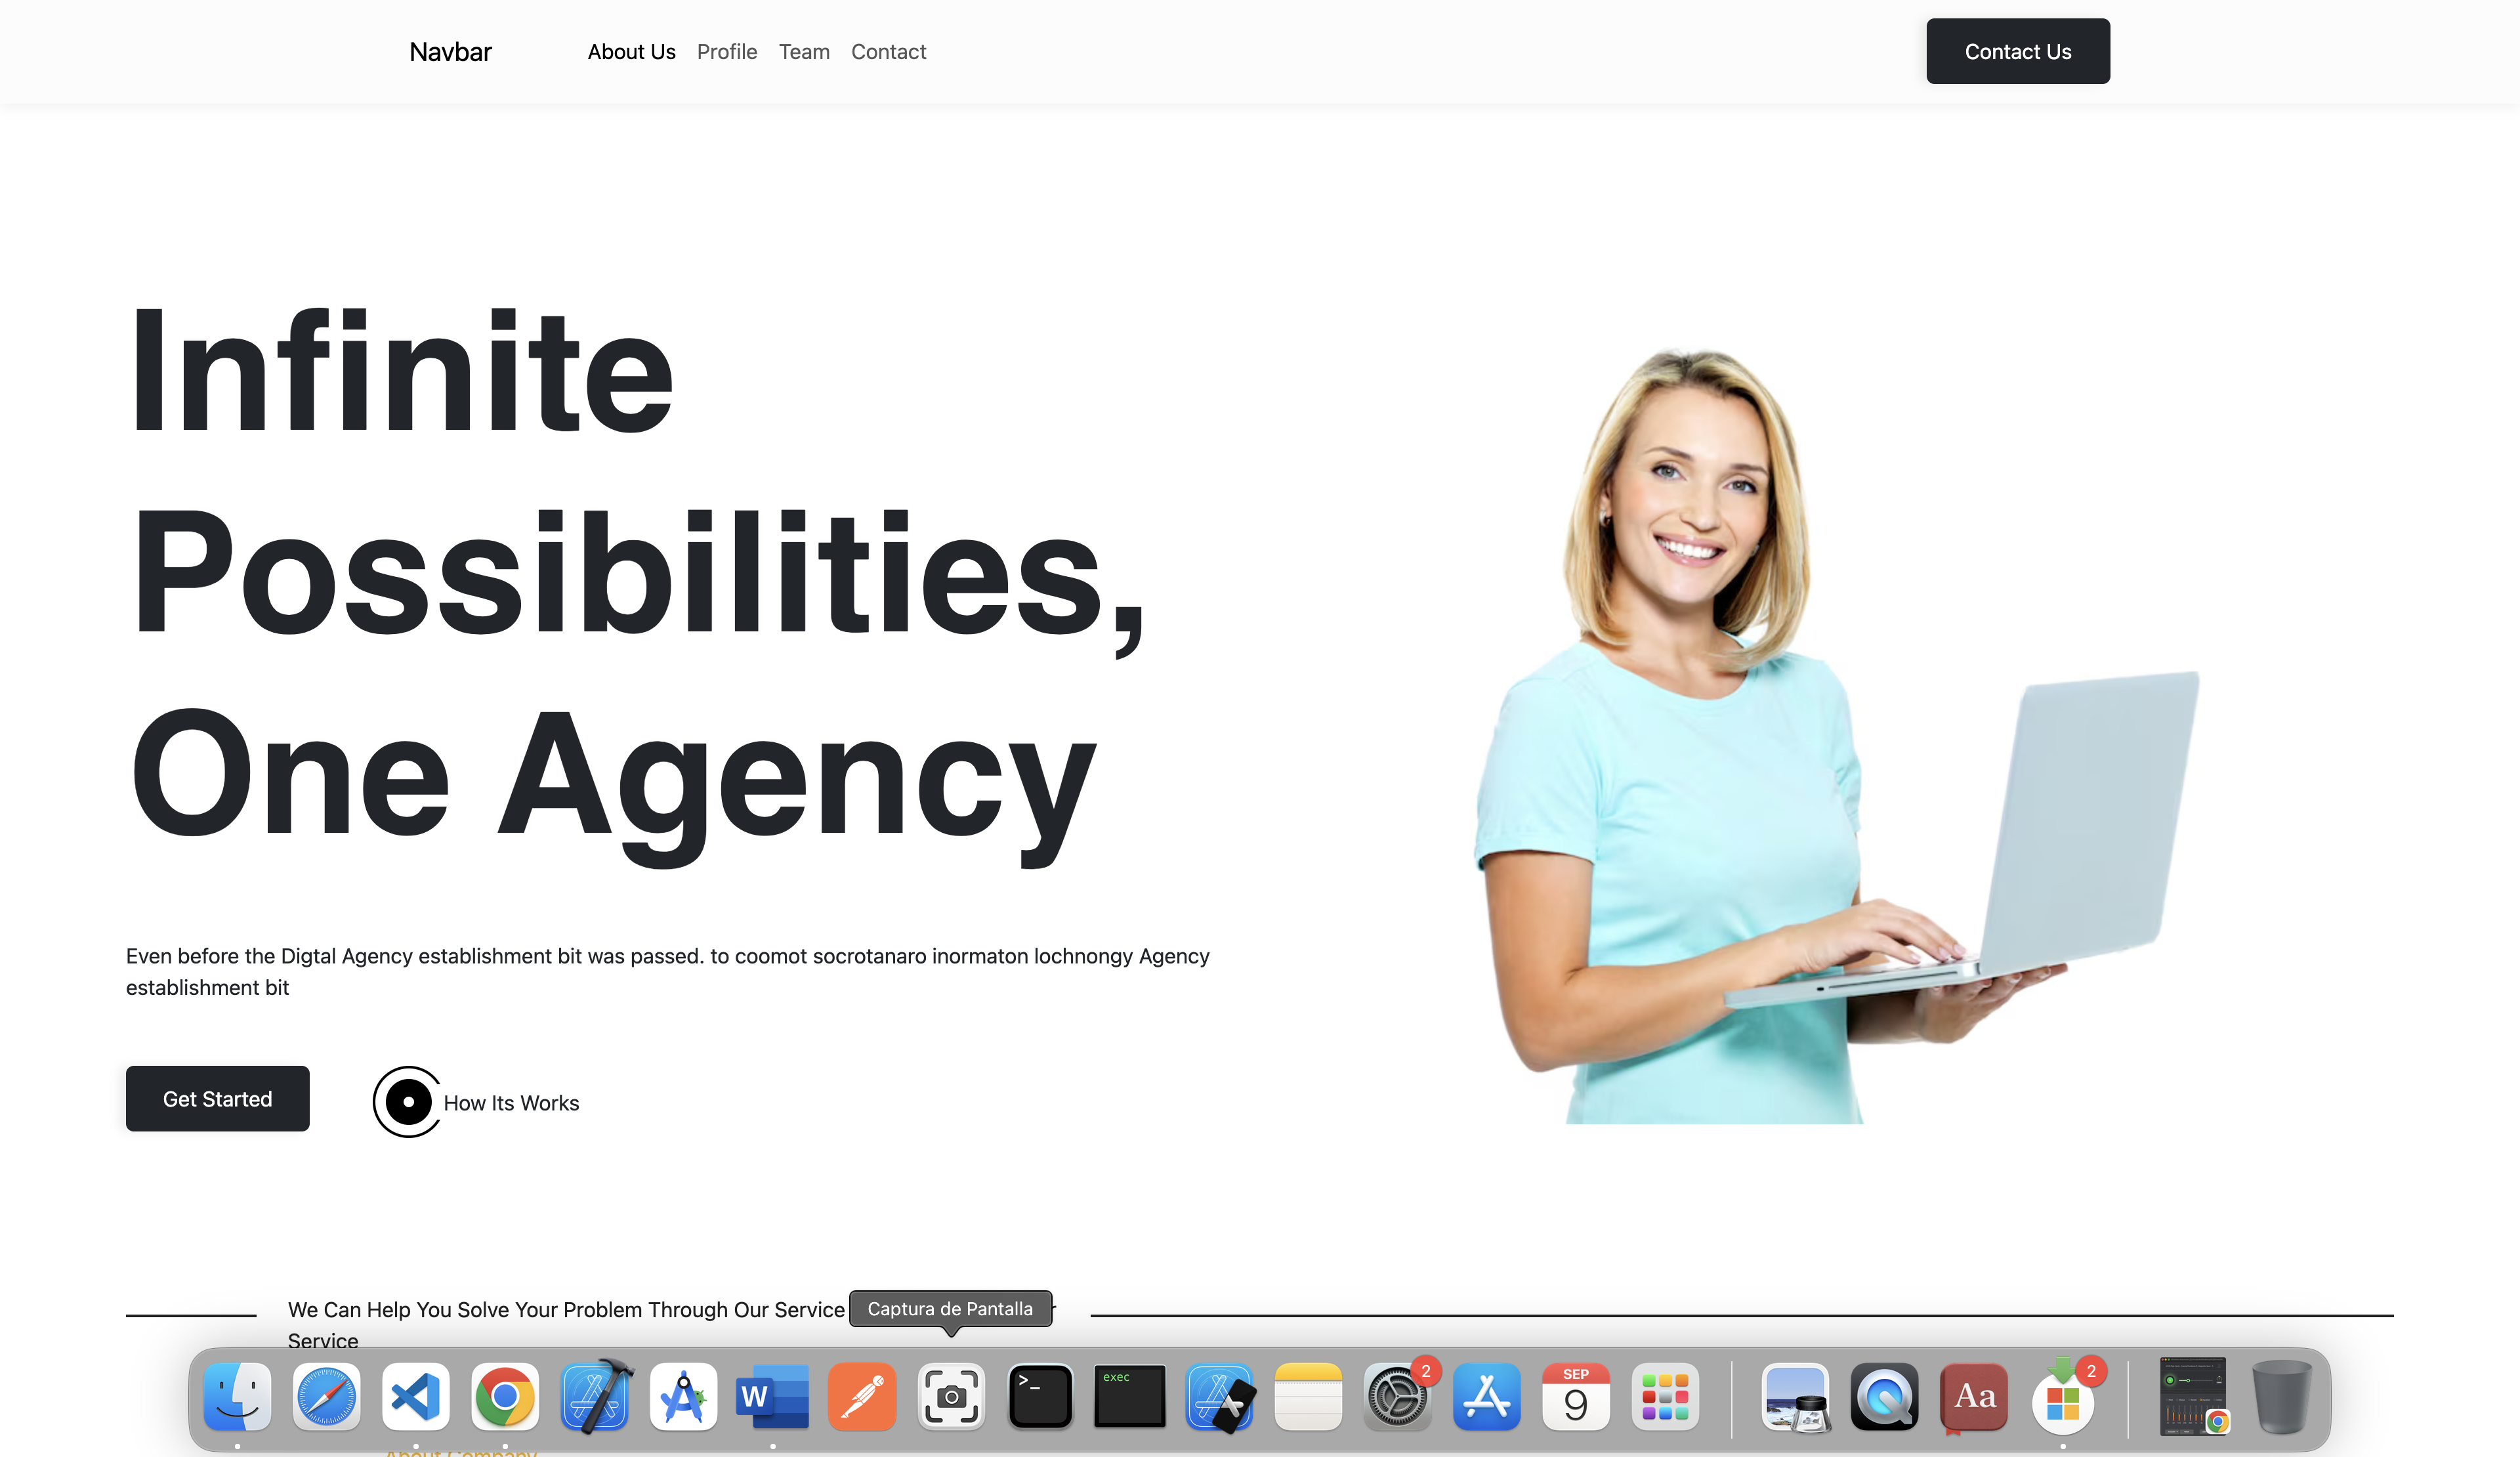 Navbar
About Us
Profile
Team
Contact
Contact Us
Infinite
Possibilities,
One Agency
Even before the Digtal Agency establishment bit was passed. to coomot socrotanaro inormaton lochnongy Agency
establishment bit
Get Started
How Its Works
We Can Help You Solve Your Problem Through Our Service
Captura de Pantalla
Service
W
>_
exec
2
SEP
9
Aa
2
About Company